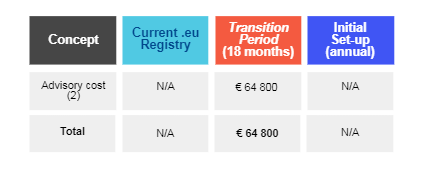 Concept
Current .eu
Registry
Transition
Period
(18 months)
Initial
Set-up
(annual)
Advisory cost
(2)
N/A
€ 64 800
N/A
Total
N/A
€ 64 800
N/A